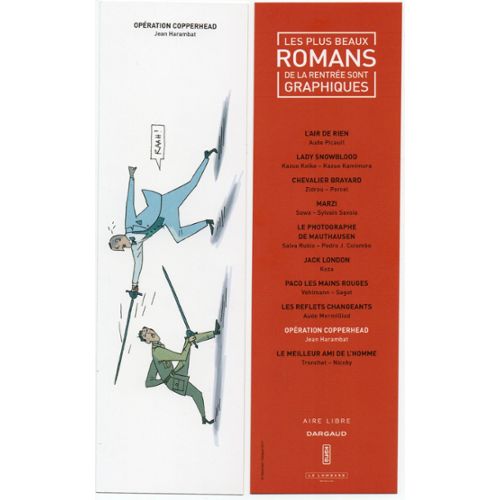 OPÉRATION COPPERHEAD
Jean Harambat
RAAH!
LES PLUS BEAUX
ROMANS
DE LA RENTRÉE SONT
GRAPHIQUES
L'AIR DE RIEN
Aude Picault
LADY SNOWBLOOD
Kazuo Koike – Kazuo Kamimura
CHEVALIER BRAYARD
Zidrou – Porcel
MARZI
Sowa – Sylvain Savoia
LE PHOTOGRAPHE
DE MAUTHAUSEN
Salva Rubio – Pedro J. Colombo
JACK LONDON
Koza
PACO LES MAINS ROUGES
Vehlmann – Sagot
LES REFLETS CHANGEANTS
Aude Mermilliod
OPÉRATION COPPERHEAD
Jean Harambat
LE MEILLEUR AMI DE L'HOMME
Tronchet – Nicoby
AIRE LIBRE
DARGAUD
KANA
LE LOMBARD